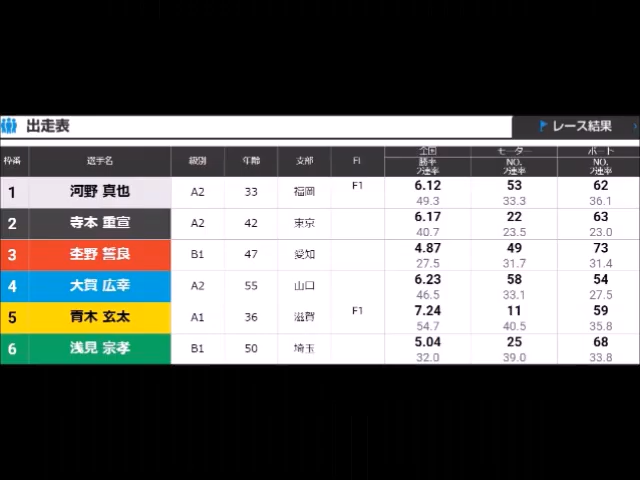 出走表
レース結果
枠番 選手名 級別 年齢 支部 F/L 全国 モーター ボート
勝率 NO. NO.
2連率 2連率 2連率
1 河野 真也 A2 33 福岡 F1 6.12 53 62
49.3 33.3 36.1
2 寺本 重宣 A2 42 東京 6.17 22 63
40.7 23.5 23.0
3 杢野 誓良 B1 47 愛知 4.87 49 73
27.5 31.7 31.4
4 大賀 広幸 A2 55 山口 6.23 58 54
46.5 33.1 27.5
5 青木 玄太 A1 36 滋賀 F1 7.24 11 59
54.7 40.5 35.8
6 浅見 宗孝 B1 50 埼玉 5.04 25 68
32.0 39.0 33.8